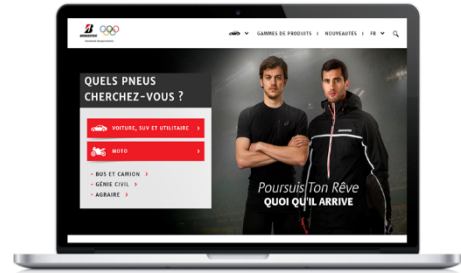 BRIDGESTONE
GAMMES DE PRODUITS | NOUVEAUTÉS | FR
QUELS PNEUS
CHERCHEZ-VOUS ?
VOITURE, SUV ET UTILITAIRE
MOTO
BUS ET CAMION
GÉNIE CIVIL
AGRAIRE
Poursuis Ton Rêve
QUOI QU'IL ARRIVE